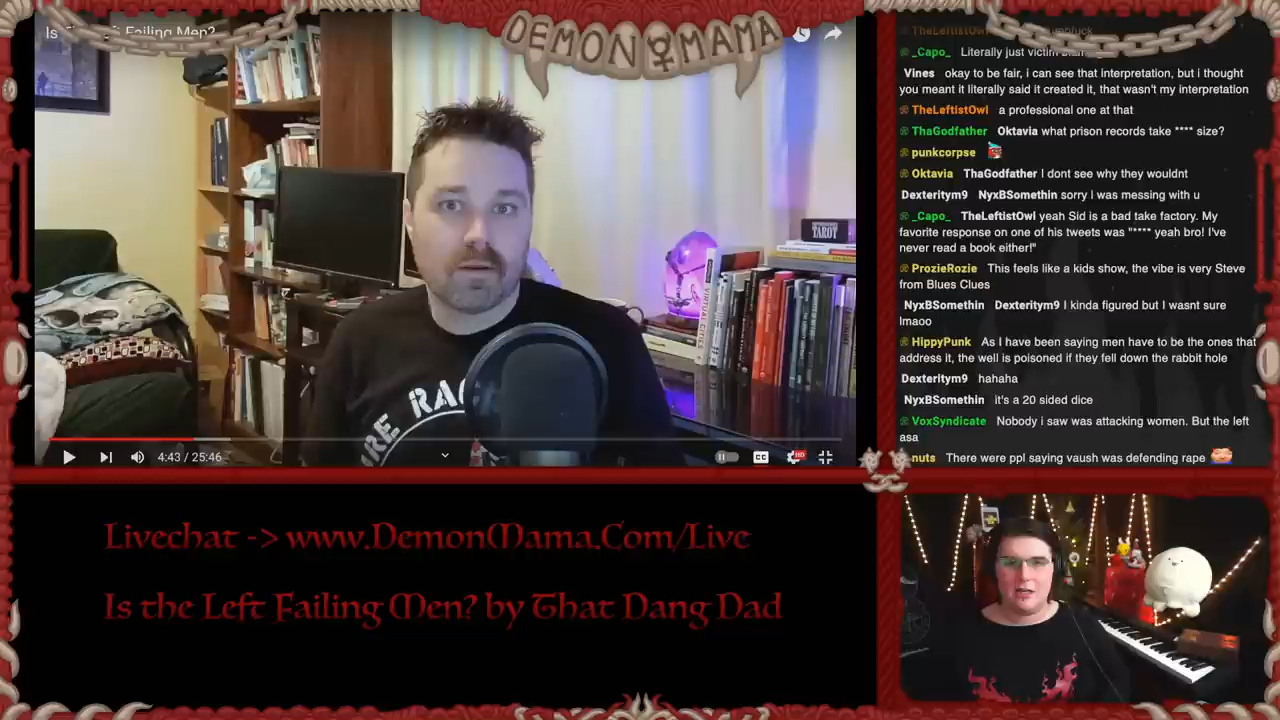 Is Failing Men?
DEMON MAMA
_Capo_ Literally just victim
Vines okay to be fair, i can see that interpretation, but i thought
you meant it literally said it created it, that wasn't my interpretation
TheLeftistOwl a professional one at that
ThaGodfather Oktavia what prison records take **** size?
punkcorpse
Oktavia ThaGodfather I dont see why they wouldnt
Dexteritym9 NyxBSomethin sorry I was messing with u
_Capo_ TheLeftistOwl yeah Sid is a bad take factory. My
favorite response on one of his tweets was "**** yeah bro! I've
never read a book either!"
ProzieRozie This feels like a kids show, the vibe is very Steve
from Blues Clues
NyxBSomethin Dexteritym9 I kinda figured but I wasnt sure
lmaoo
HippyPunk As I have been saying men have to be the ones that
address it, the well is poisoned if they fell down the rabbit hole
Dexteritym9 hahaha
NyxBSomethin it's a 20 sided dice
VoxSyndicate Nobody i saw was attacking women. But the left
asa
nuts There were ppl saying vaush was defending rape
TAROT
VIRTUAL CITIES
4:43 / 25:46
CC
HD
Livechat -> www.DemonMama.Com/Live
Is the Left Failing Men? by That Dang Dad